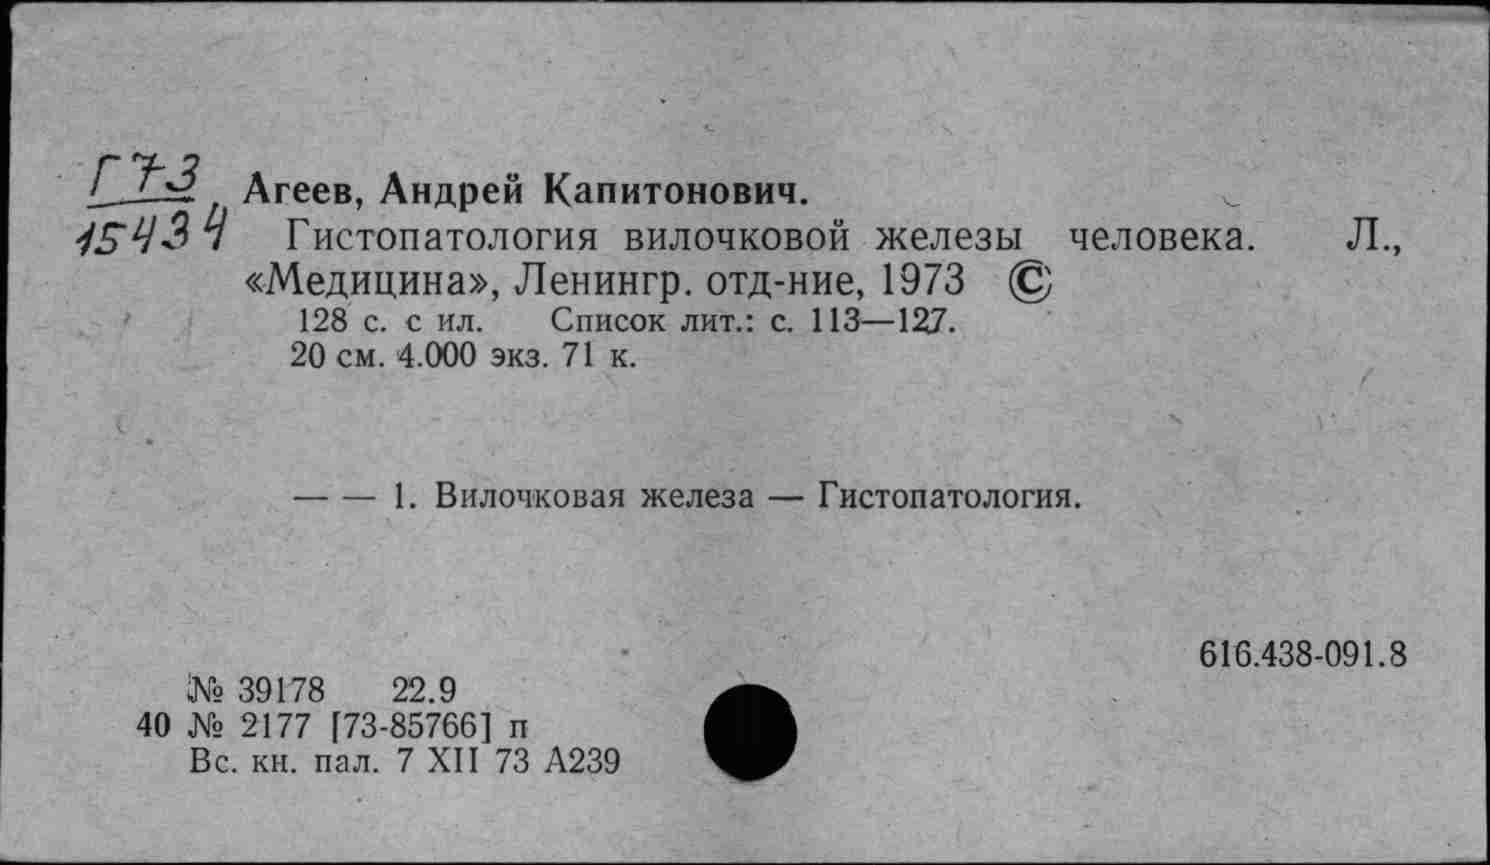 Г73
15434
Агеев, Андрей Капитонович.
Гистопатология вилочковой железы человека. Л.,
«Медицина», Ленингр. отд-ние, 1973 ©
128 с. с ил. Список лит.: с. 113—127.
20 см. 4.000 экз. 71 к.
— — 1. Вилочковая железа — Гистопатология.
616.438-091.8
№ 39178 22.9
40 № 2177 [73-85766] п
Вс. кн. пал. 7 XII 73 А239